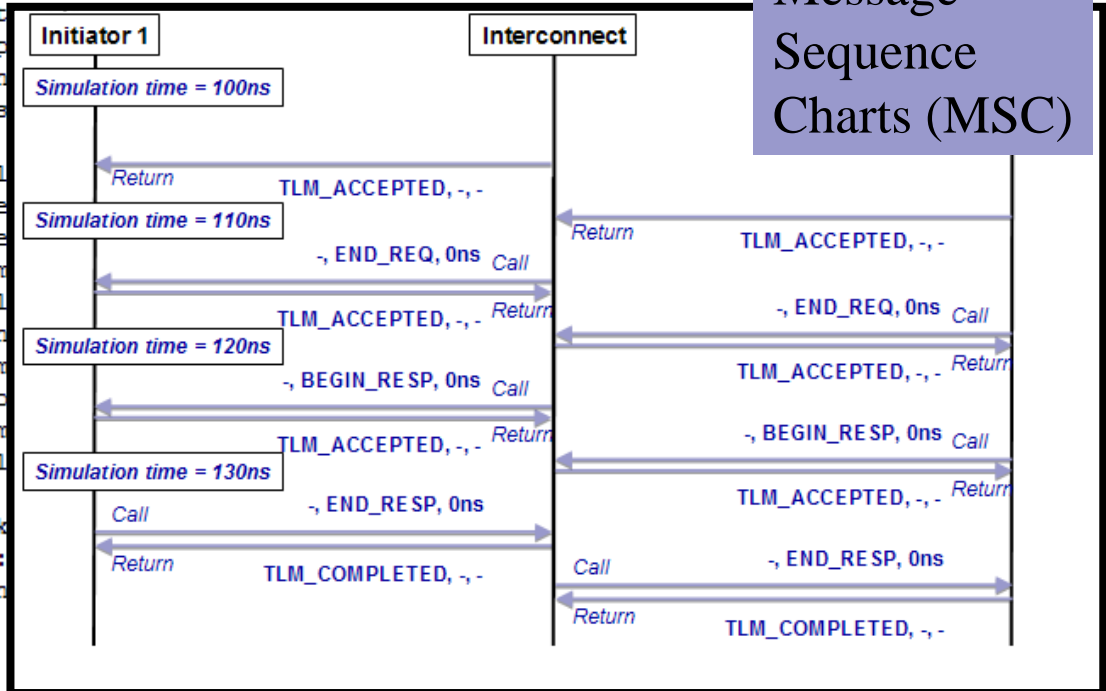 Message
Sequence
Charts (MSC)
Initiator 1
Interconnect
Simulation time = 100ns
Return
TLM_ACCEPTED, -, -
Simulation time = 110ns
Return
TLM_ACCEPTED, -, -
-, END_REQ, 0ns Call
TLM_ACCEPTED, -, - Return
-, END_REQ, 0ns Call
Simulation time = 120ns
TLM_ACCEPTED, -, - Return
-, BEGIN_RESP, 0ns Call
TLM_ACCEPTED, -, - Return
-, BEGIN_RESP, 0ns Call
Simulation time = 130ns
TLM_ACCEPTED, -, - Return
Call -, END_RESP, 0ns
Return TLM_COMPLETED, -, -
Call -, END_RESP, 0ns
Return TLM_COMPLETED, -, -